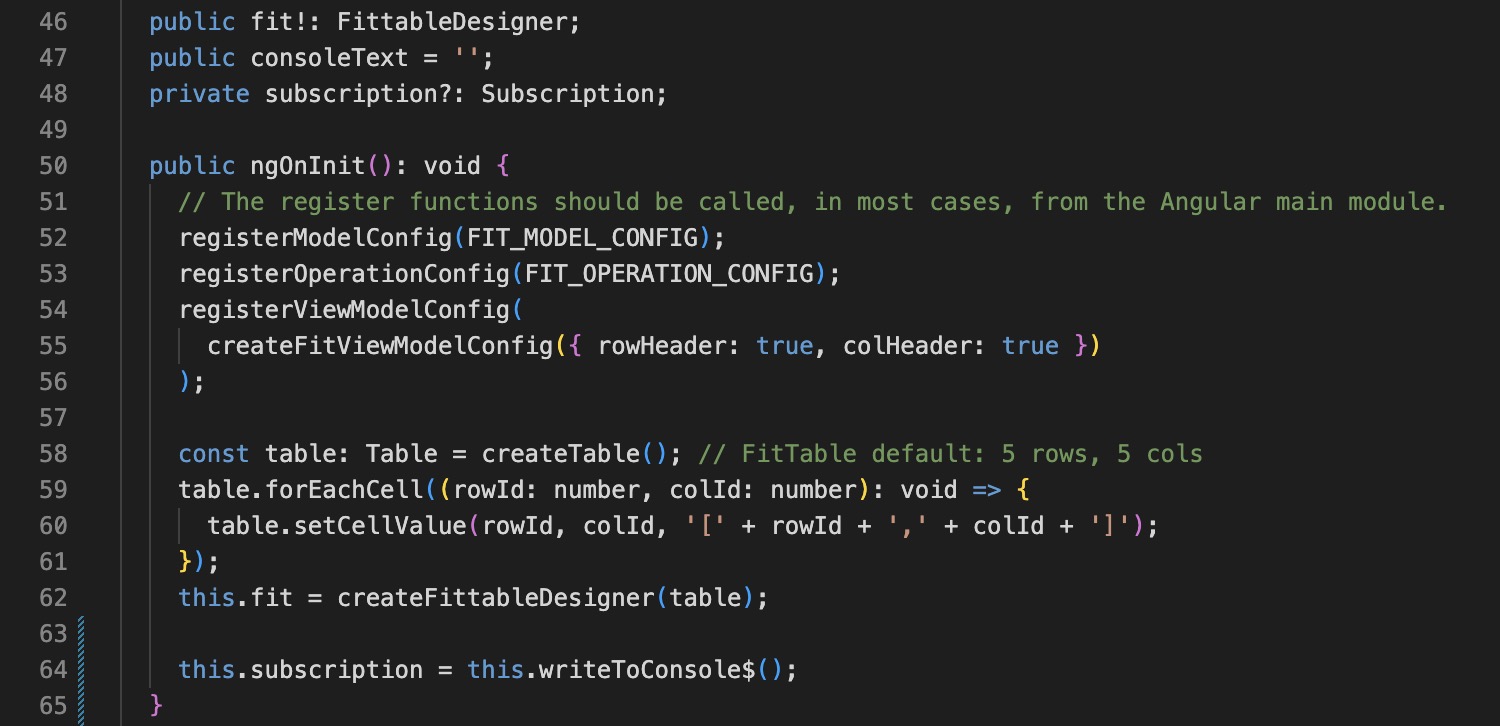 46 public fit!: FittableDesigner;
47 public consoleText = '';
48 private subscription?: Subscription;
49
50 public ngOnInit(): void {
51 // The register functions should be called, in most cases, from the Angular main module.
52 registerModelConfig(FIT_MODEL_CONFIG);
53 registerOperationConfig(FIT_OPERATION_CONFIG);
54 registerViewModelConfig(
55 createFitViewModelConfig({ rowHeader: true, colHeader: true })
56 );
57
58 const table: Table = createTable(); // FitTable default: 5 rows, 5 cols
59 table.forEachCell((rowId: number, colId: number): void => {
60 table.setCellValue(rowId, colId, '[' + rowId + ',' + colId + ']');
61 });
62 this.fit = createFittableDesigner(table);
63
64 this.subscription = this.writeToConsole$();
65 }